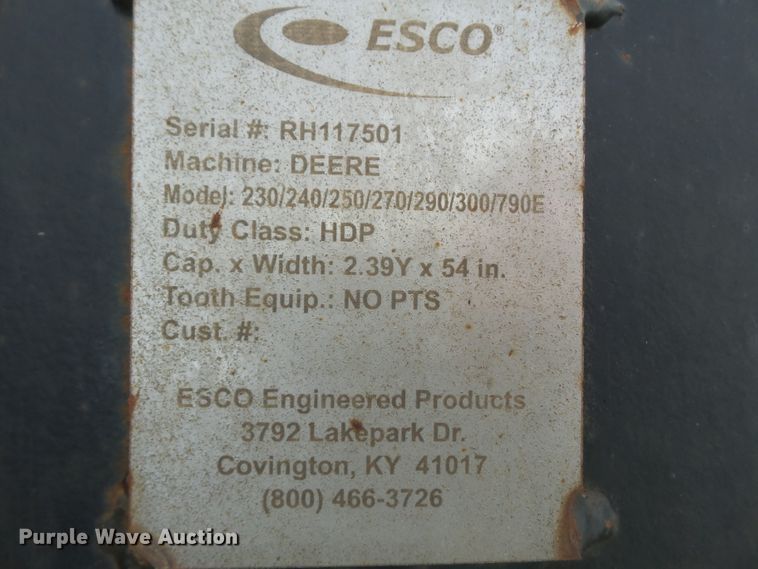 ESCO®
Serial #: RH117501
Machine: DEERE
Model: 230/240/250/270/290/300/790E
Duty Class: HDP
Cap. x Width: 2.39Y x 54 in.
Tooth Equip.: NO PTS
Cust. #:
ESCO Engineered Products
3792 Lakepark Dr.
Covington, KY 41017
(800) 466-3726
Purple Wave Auction